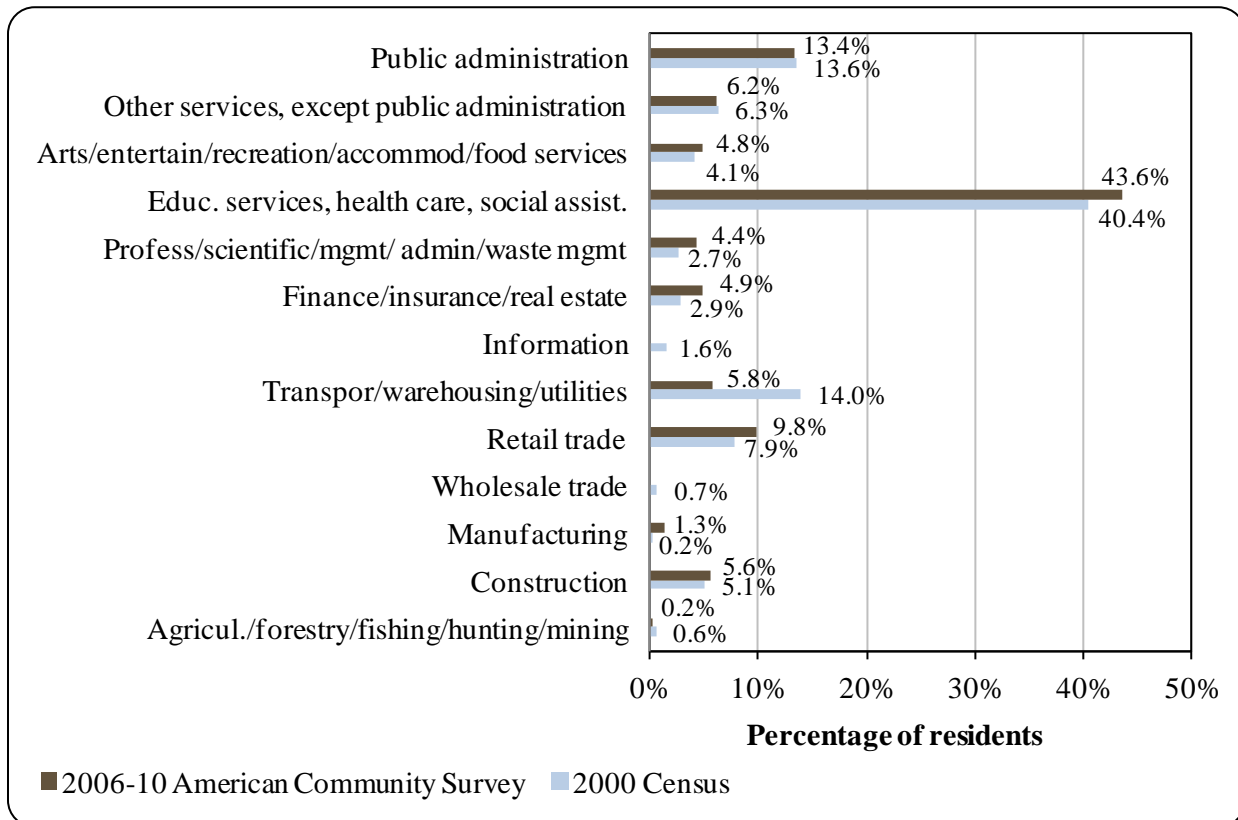 Public administration
13.4%
13.6%
Other services, except public administration
6.2%
6.3%
Arts/entertain/recreation/accommod/food services
4.8%
4.1%
Educ. services, health care, social assist.
43.6%
40.4%
Profess/scientific/mgmt/ admin/waste mgmt
4.4%
2.7%
Finance/insurance/real estate
4.9%
2.9%
Information
1.6%
Transpor/warehousing/utilities
5.8%
14.0%
Retail trade
9.8%
7.9%
Wholesale trade
0.7%
Manufacturing
1.3%
0.2%
Construction
5.6%
5.1%
Agricul./forestry/fishing/hunting/mining
0.2%
0.6%
0% 10% 20% 30% 40% 50%
Percentage of residents
2006-10 American Community Survey 2000 Census